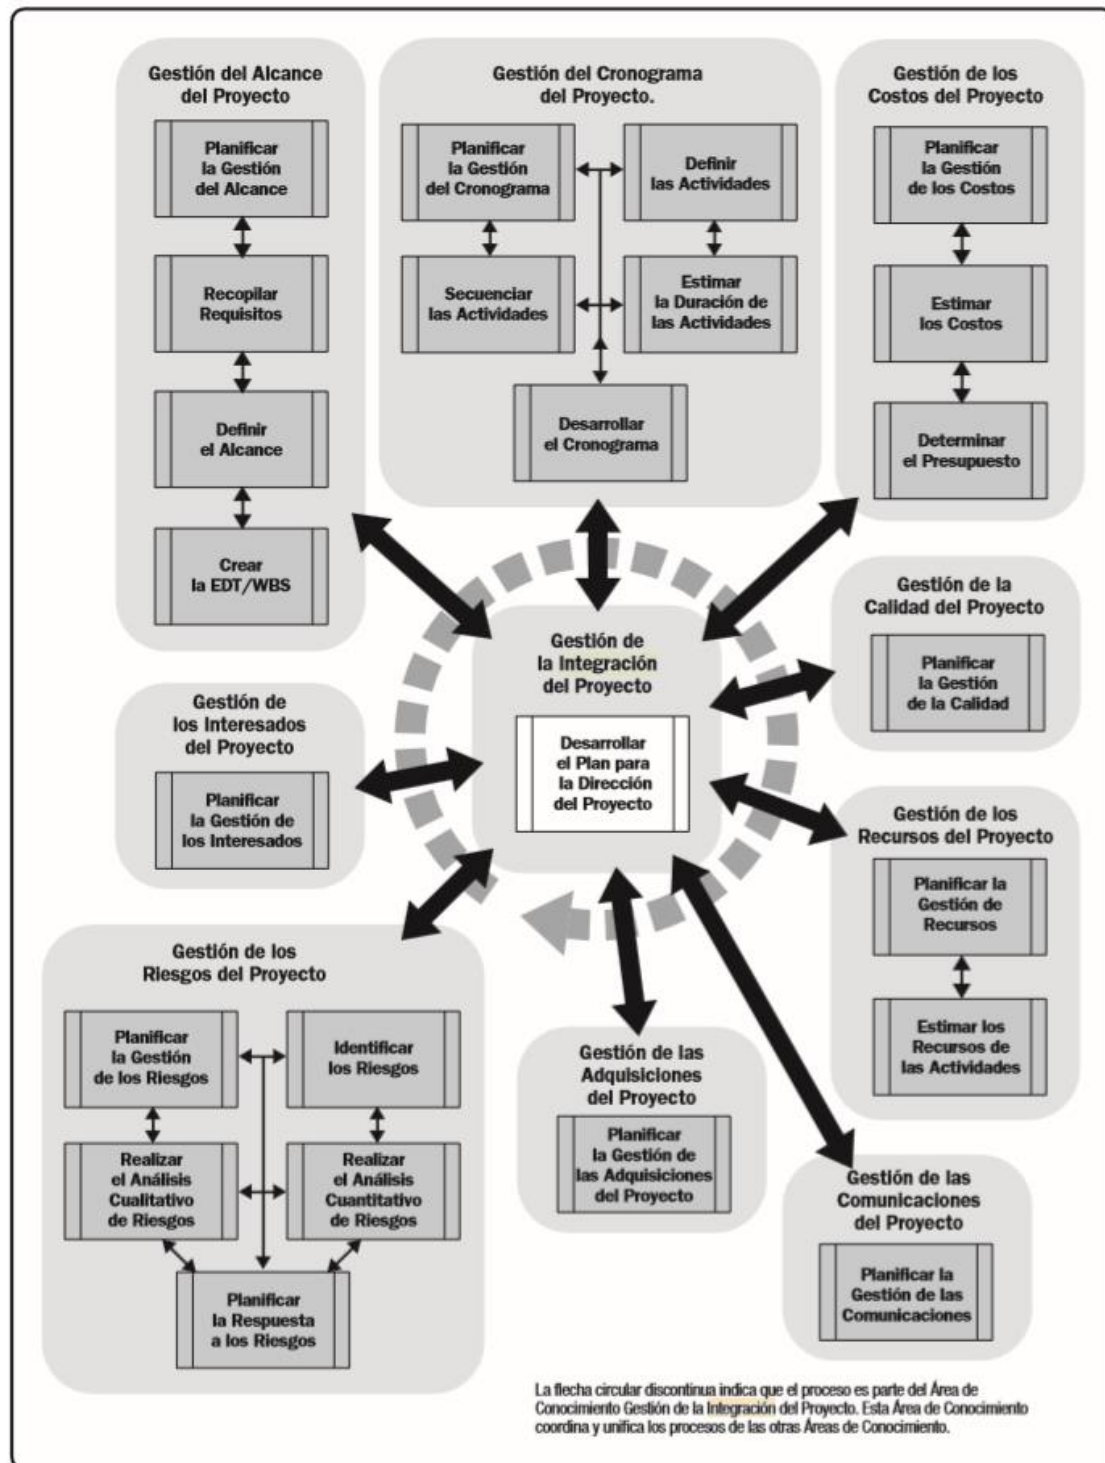 Gestión del Alcance
del Proyecto
Planificar
la Gestión
del Alcance
Recopilar
Requisitos
Definir
el Alcance
Crear
la EDT/WBS
Gestión del Cronograma
del Proyecto.
Planificar
la Gestión
del Cronograma
Definir
las Actividades
Secuenciar
las Actividades
Estimar
la Duración de
las Actividades
Desarrollar
el Cronograma
Gestión de los
Costos del Proyecto
Planificar
la Gestión
de los Costos
Estimar
los Costos
Determinar
el Presupuesto
Gestión de la
Calidad del Proyecto
Planificar
la Gestión
de la Calidad
Gestión de
la Integración
del Proyecto
Desarrollar
el Plan para
la Dirección
del Proyecto
Gestión de
los Interesados
del Proyecto
Planificar
la Gestión de
los Interesados
Gestión de los
Recursos del Proyecto
Planificar la
Gestión de
Recursos
Estimar los
Recursos de
las Actividades
Gestión de los
Riesgos del Proyecto
Planificar
la Gestión
de los Riesgos
Identificar
los Riesgos
Realizar
el Análisis
Cualitativo
de Riesgos
Realizar
el Análisis
Cuantitativo
de Riesgos
Planificar
la Respuesta
a los Riesgos
Gestión de las
Adquisiciones
del Proyecto
Planificar
la Gestión de
las Adquisiciones
del Proyecto
Gestión de las
Comunicaciones
del Proyecto
Planificar la
Gestión de las
Comunicaciones
La flecha circular discontinua indica que el proceso es parte del Área de
Conocimiento Gestión de la Integración del Proyecto. Esta Área de Conocimiento
coordina y unifica los procesos de las otras Áreas de Conocimiento.